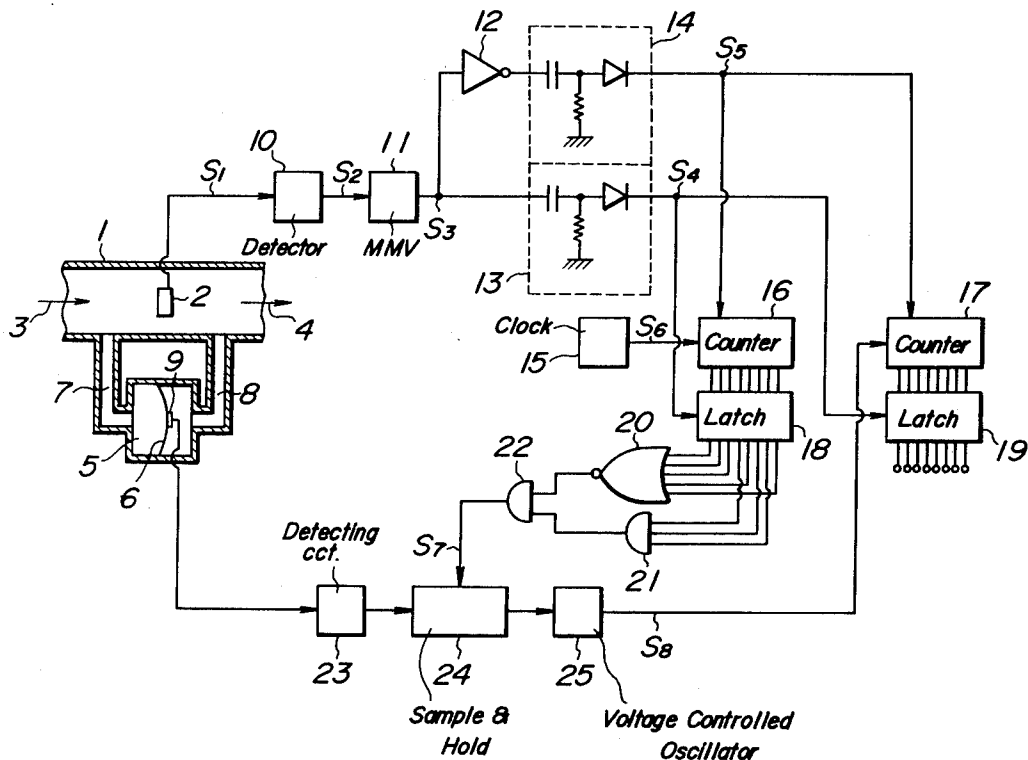 12
14
S5
10
11
S1
S2
S4
S3
Detector
MMV
13
1
2
3
4
16
17
Clock
S6
15
Counter
Counter
7
9
8
Latch
Latch
20
18
19
22
5
6
S7
21
Detecting
cct.
S8
23
24
25
Sample &
Hold
Voltage Controlled
Oscillator